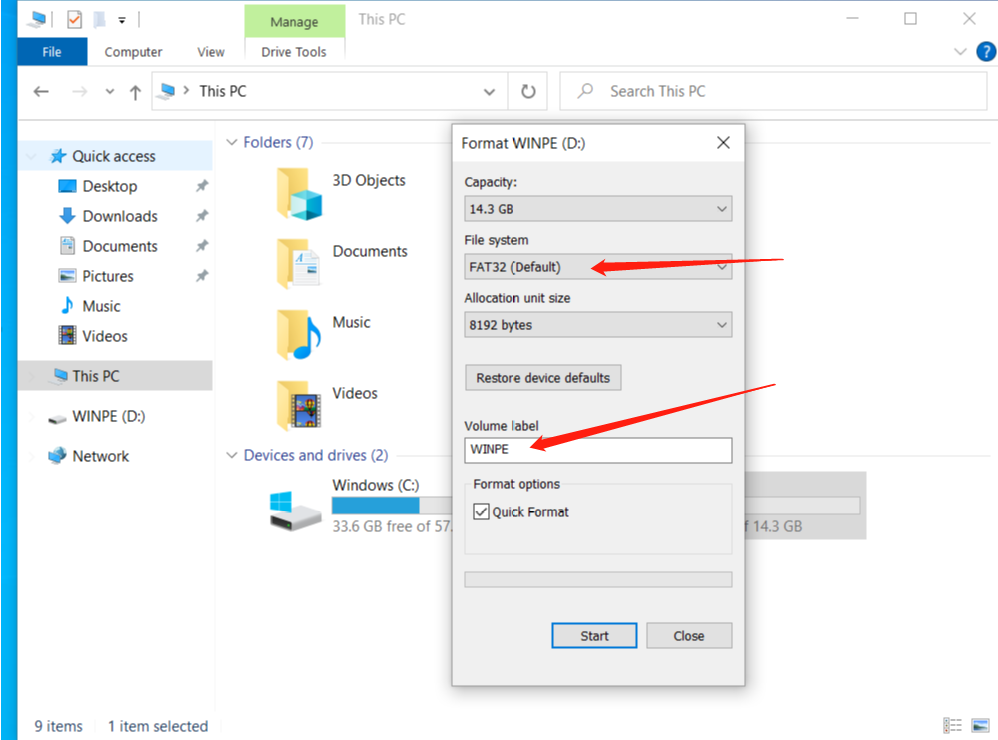 Manage
This PC
File
Computer
View
Drive Tools
This PC
Search This PC
Quick access
Desktop
Downloads
Documents
Pictures
Music
Videos
This PC
WINPE (D:)
Network
Folders (7)
3D Objects
Documents
Music
Videos
Devices and drives (2)
Windows (C:)
33.6 GB free of 57.
f 14.3 GB
Format WINPE (D:)
Capacity:
14.3 GB
File system
FAT32 (Default)
Allocation unit size
8192 bytes
Restore device defaults
Volume label
WINPE
Format options
Quick Format
Start
Close
9 items
1 item selected